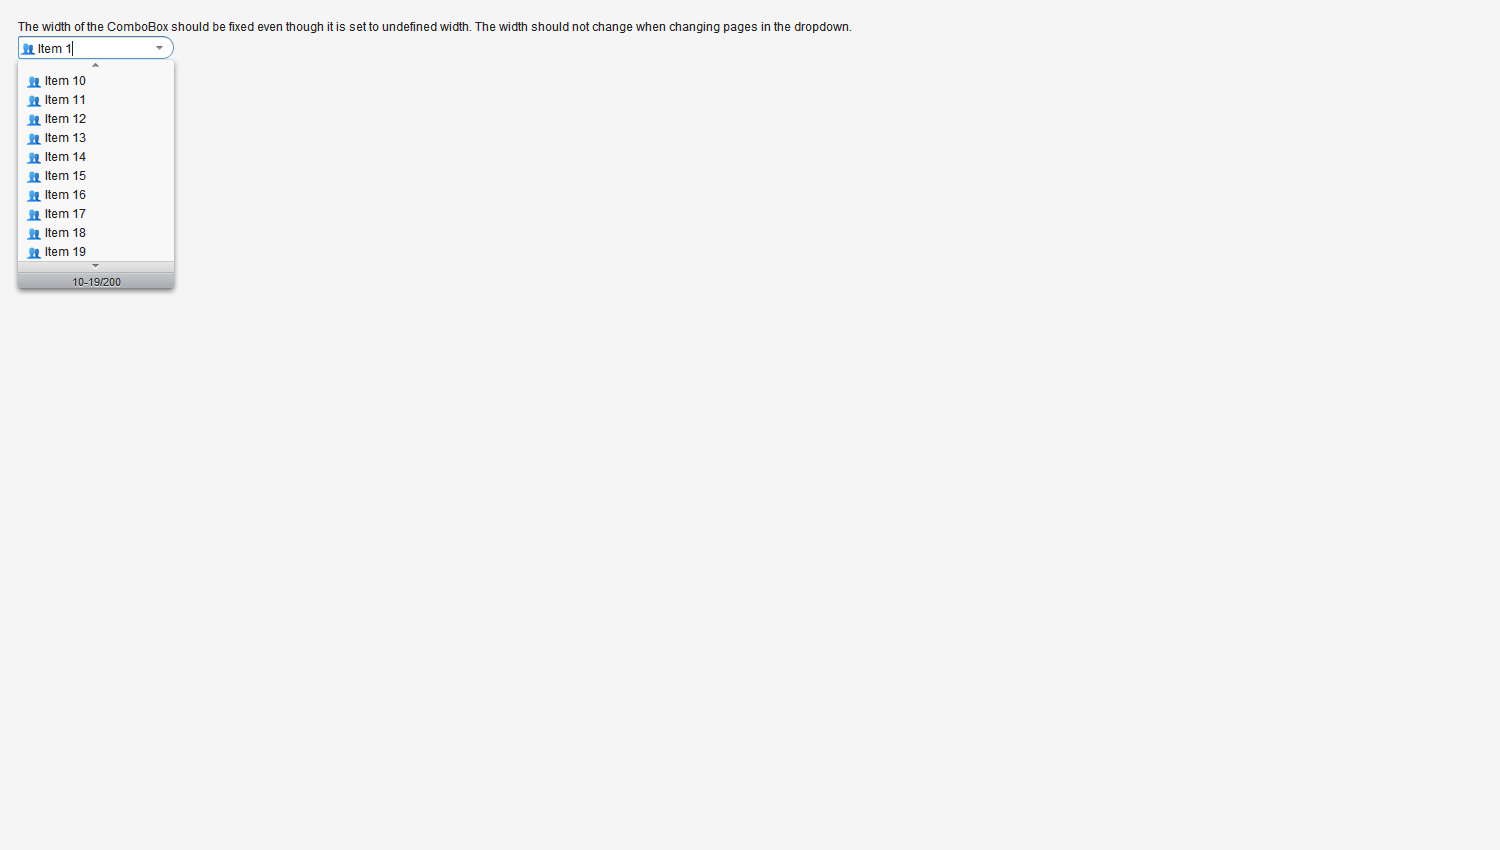 The width of the ComboBox should be fixed even though it is set to undefined width. The width should not change when changing pages in the dropdown.
Item 1
Item 10
Item 11
Item 12
Item 13
Item 14
Item 15
Item 16
Item 17
Item 18
Item 19
10-19/200